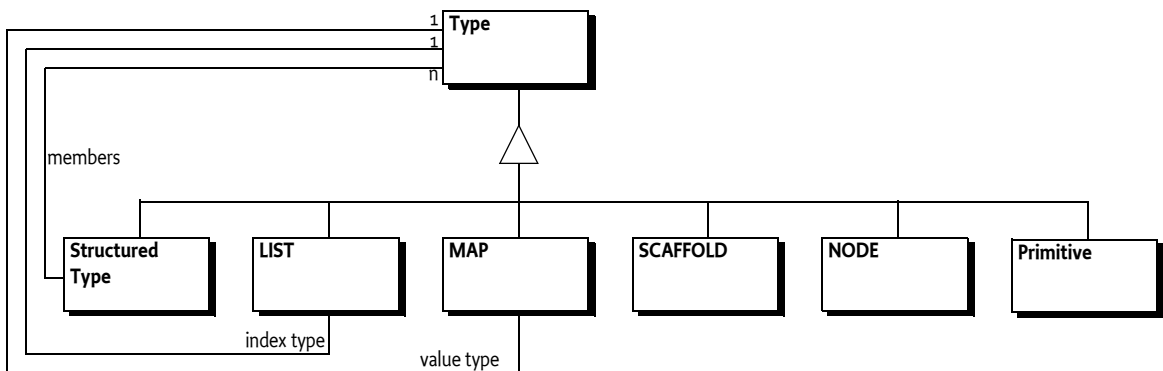 1
Type
1
n
members
Structured
Type
LIST
MAP
SCAFFOLD
NODE
Primitive
index type
value type